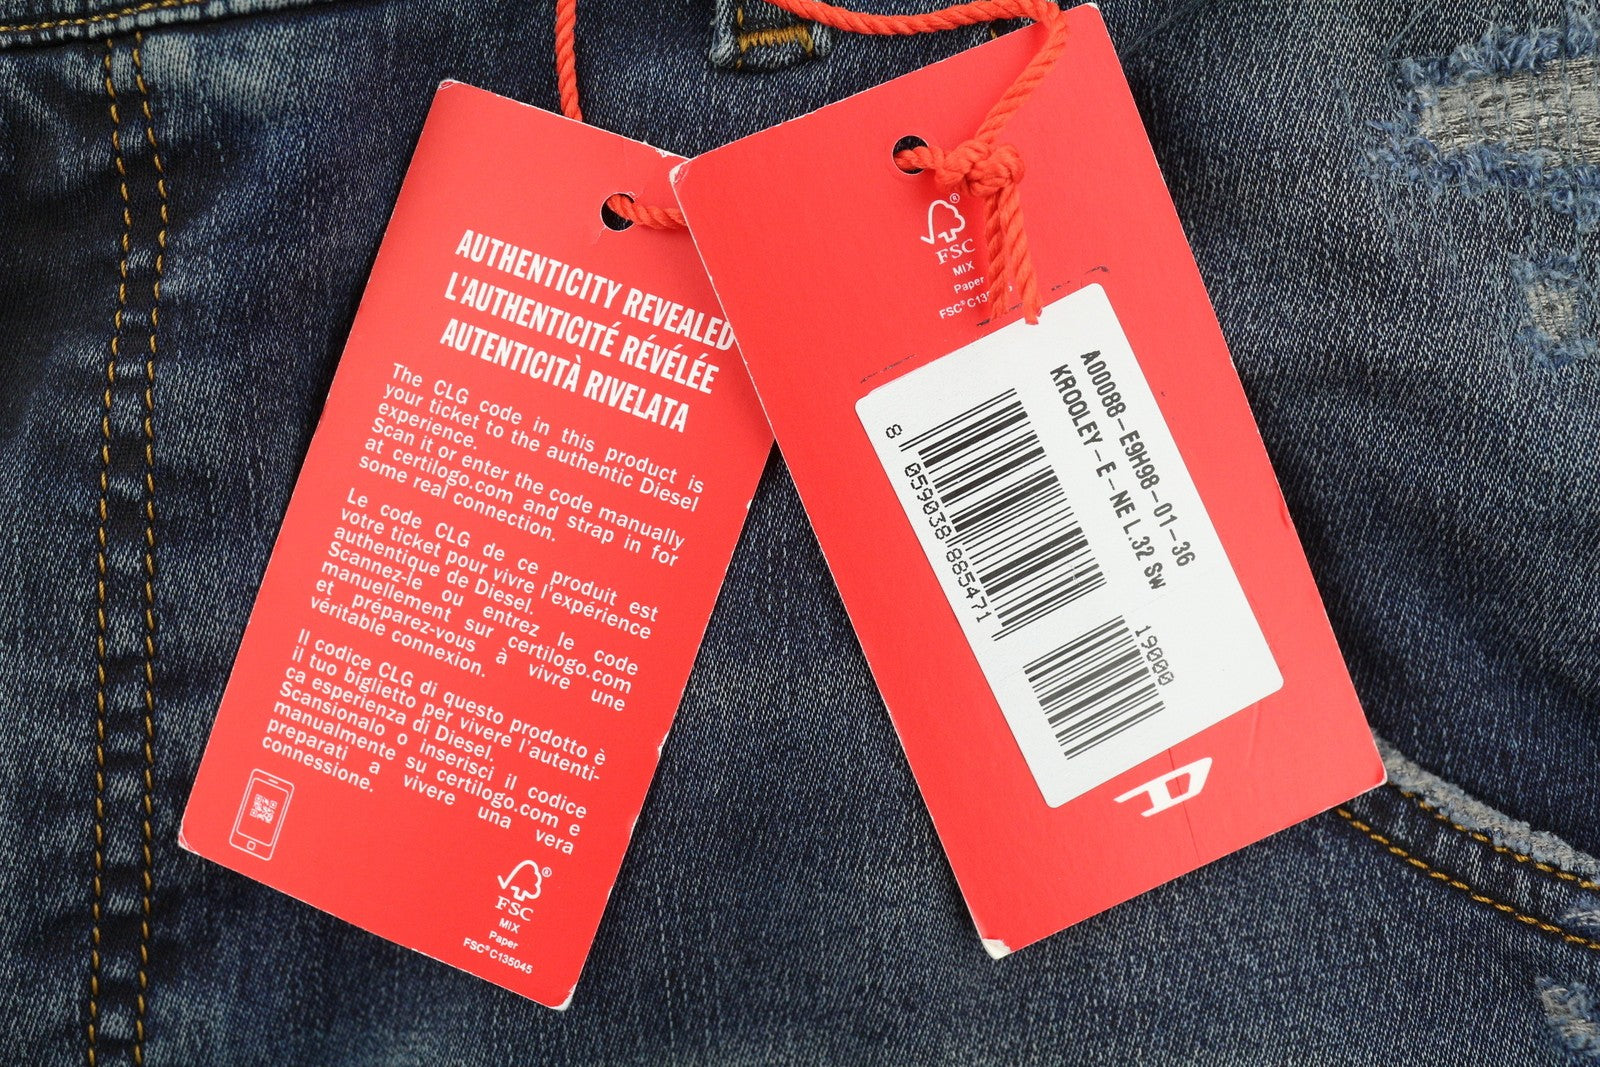 AUTHENTICITY REVEALED
L'AUTHENTICITÉ RÉVÉLÉE
AUTENTICITÀ RIVELATA
The CLG code in this product is
your ticket to the authentic Diesel
experience.
Scan it or enter the code manually
at certilogo.com and strap in for
some real connection.
Le code CLG de ce produit est
votre ticket pour vivre l'expérience
authentique de Diesel.
Scannez-le ou entrez le code
manuellement sur certilogo.com
et préparez-vous à vivre une
véritable connexion.
Il codice CLG di questo prodotto è
il tuo biglietto per vivere l'autenti-
ca esperienza di Diesel.
Scansionalo o inserisci il codice
manualmente su certilogo.com e
preparati a vivere una vera
connessione.
FSC®
MIX
Paper
FSC® C135045
FSC®
MIX
Paper
FSC®
A00088-E9H98-01-36
KROOLEY-E-NE L.32 Sw
8 059038 885471
19000
D